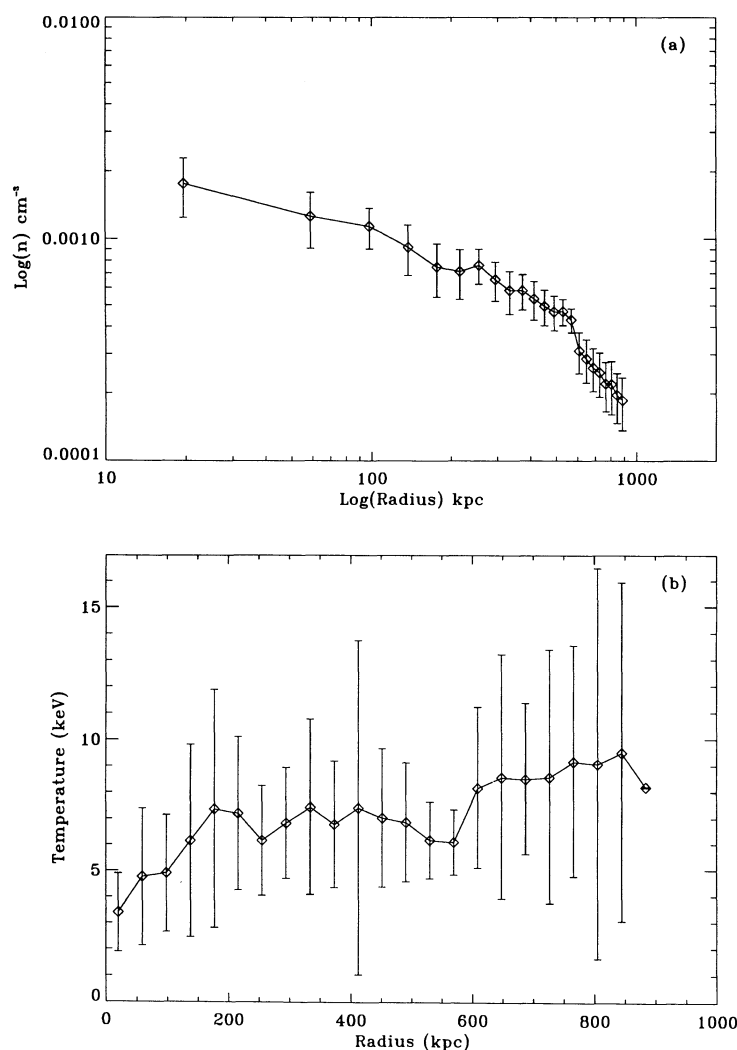 0.0100
(a)
Log(n) cm⁻³
0.0010
0.0001
10
100
1000
Log(Radius) kpc
(b)
15
10
5
0
Temperature (keV)
0
200
400
600
800
1000
Radius (kpc)